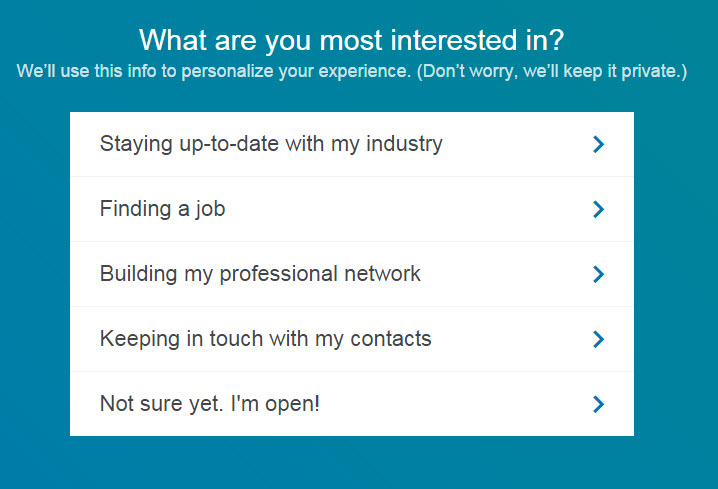 What are you most interested in?
We’ll use this info to personalize your experience. (Don’t worry, we’ll keep it private.)
Staying up-to-date with my industry
Finding a job
Building my professional network
Keeping in touch with my contacts
Not sure yet. I'm open!